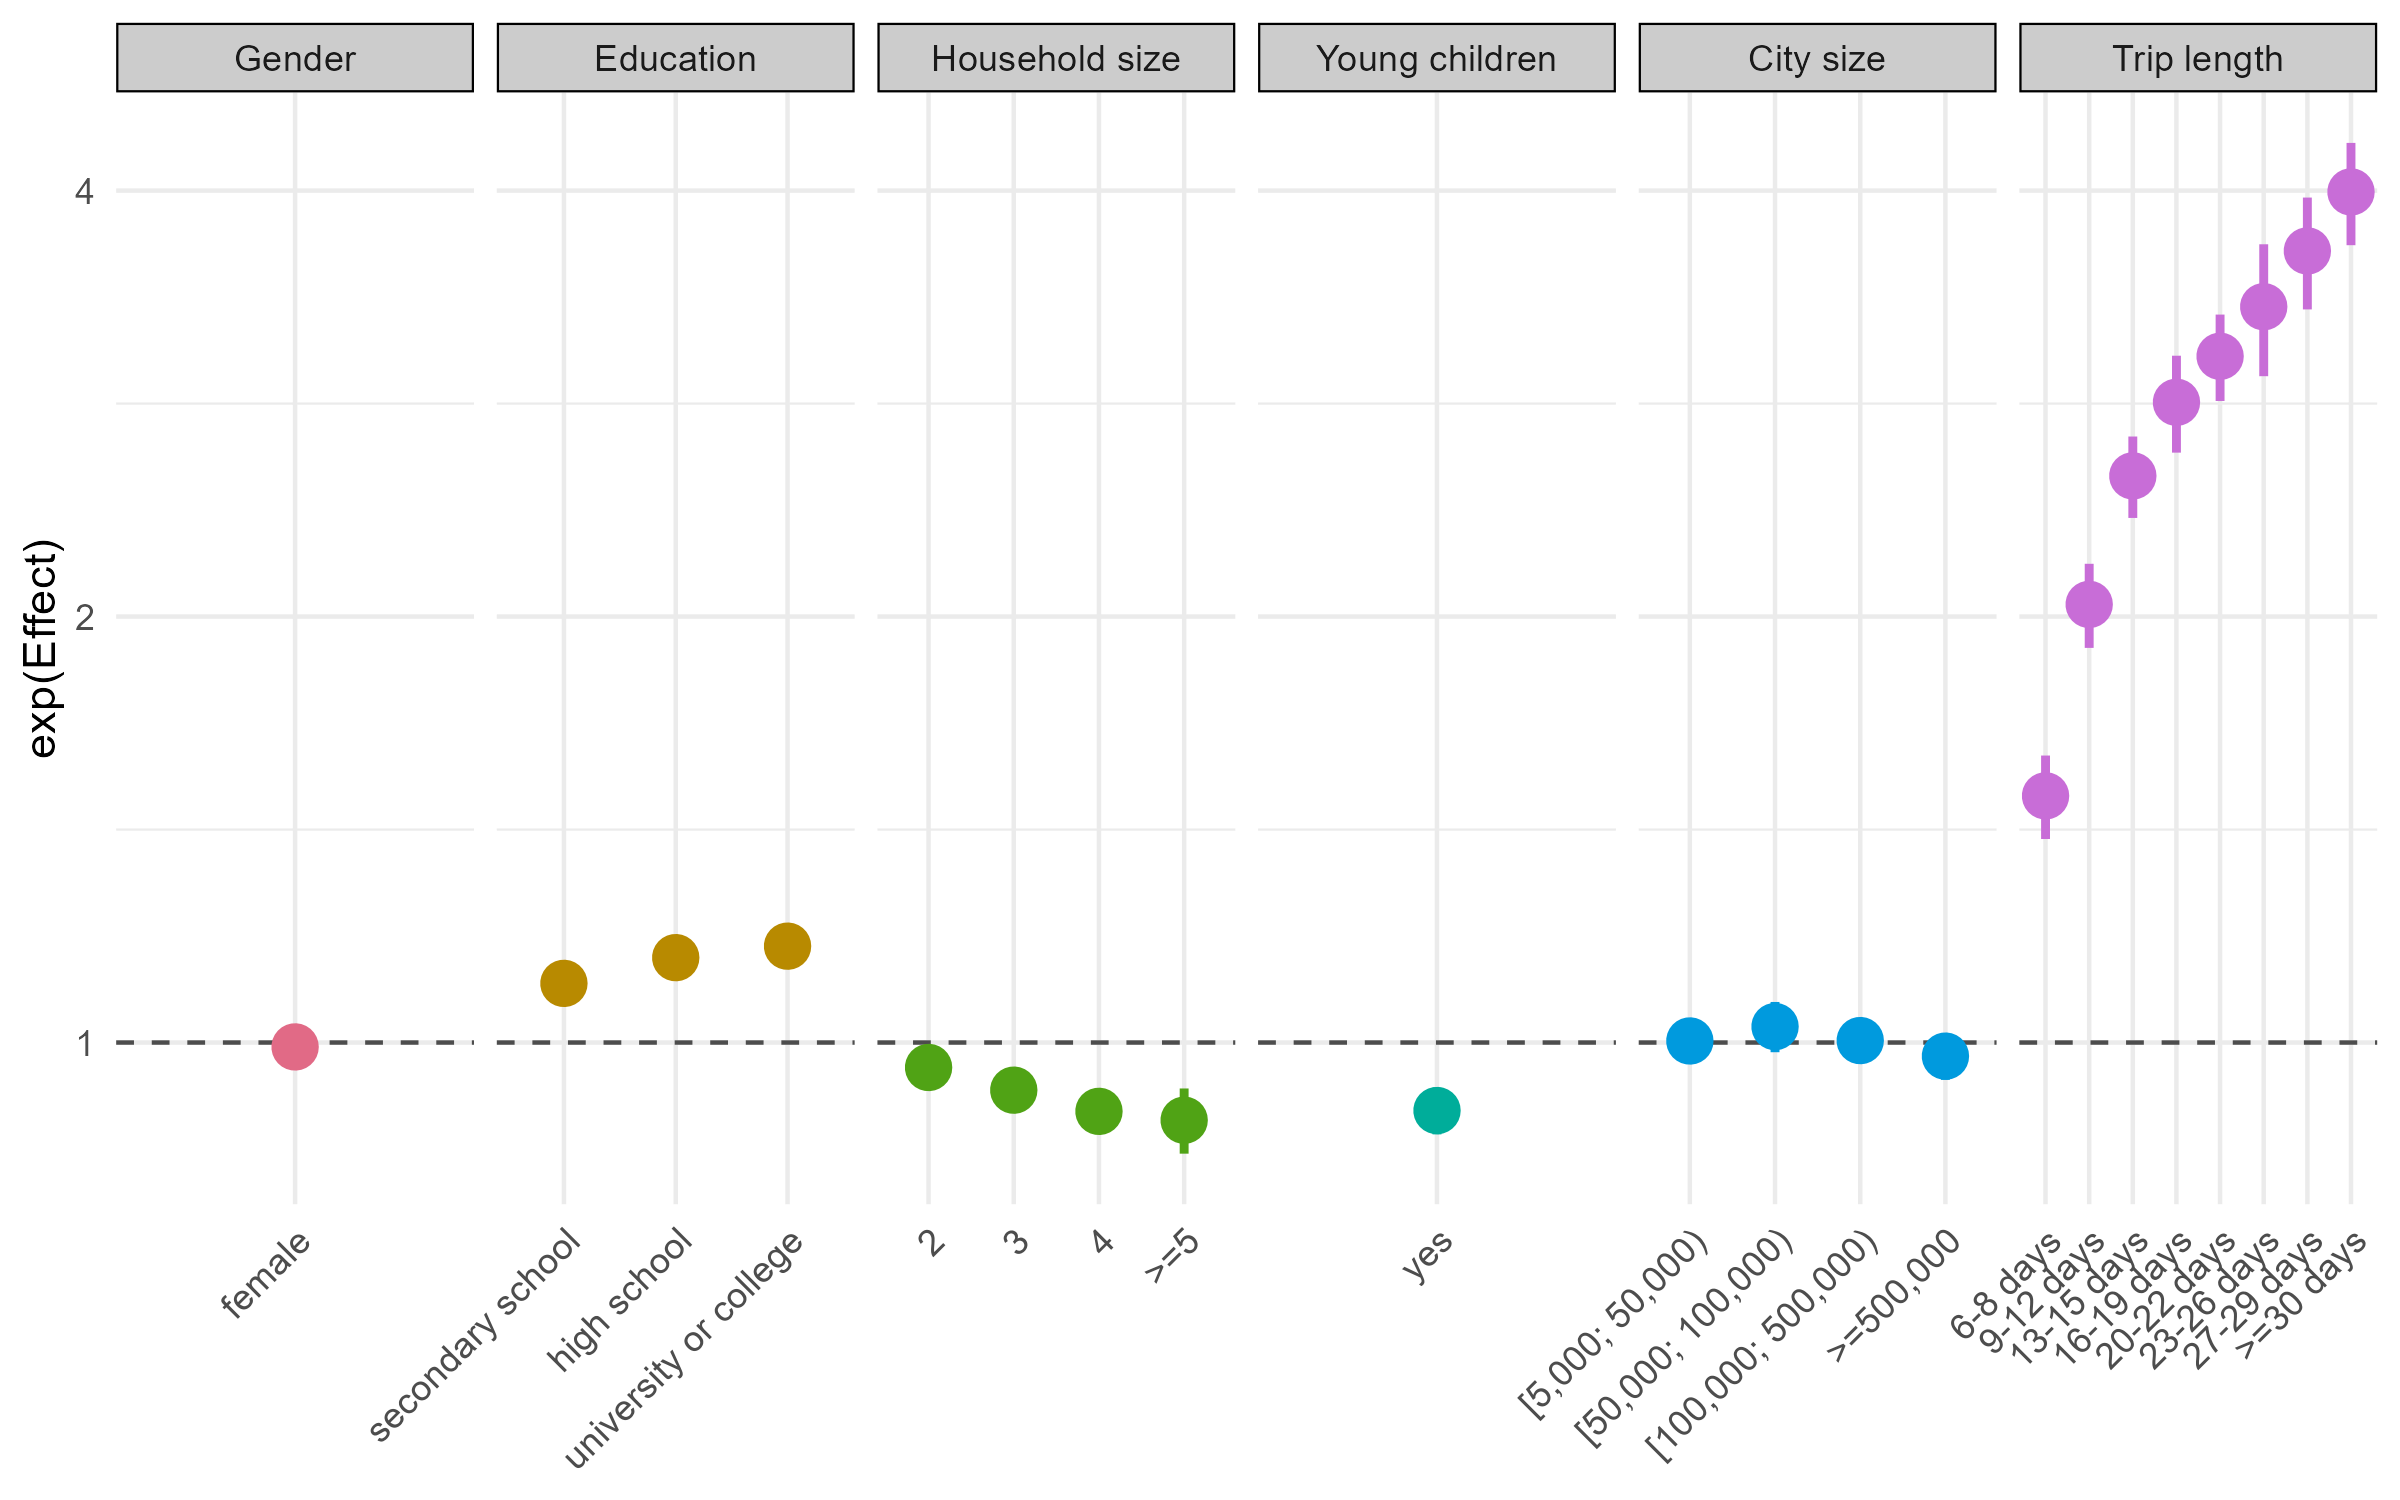 Gender
Education
Household size
Young children
City size
Trip length
exp(Effect)
4
2
1
female
secondary school
high school
university or college
2
3
4
>=5
yes
[5,000; 50,000)
[50,000; 100,000)
[100,000; 500,000)
>=500,000
6-8 days
9-12 days
13-15 days
16-19 days
20-22 days
23-26 days
27-29 days
>=30 days